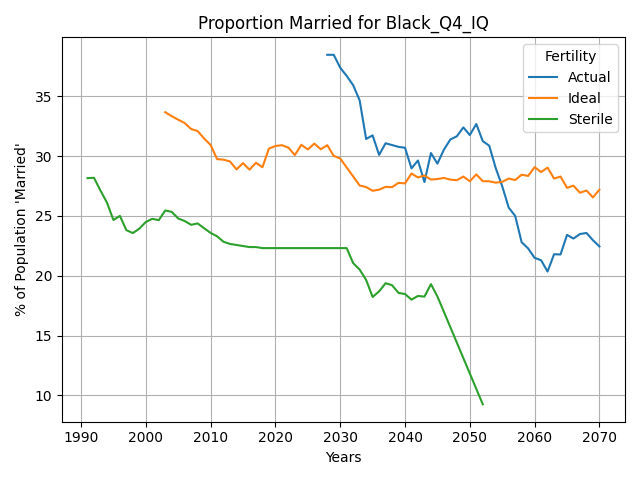 Proportion Married for Black_Q4_IQ
% of Population 'Married'
35
30
25
20
15
10
Fertility
Actual
Ideal
Sterile
1990 2000 2010 2020 2030 2040 2050 2060 2070
Years